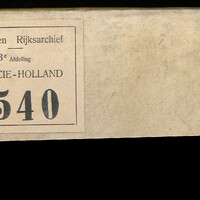 en Rijksarchief
3e Afdeling
CIE-HOLLAND
540